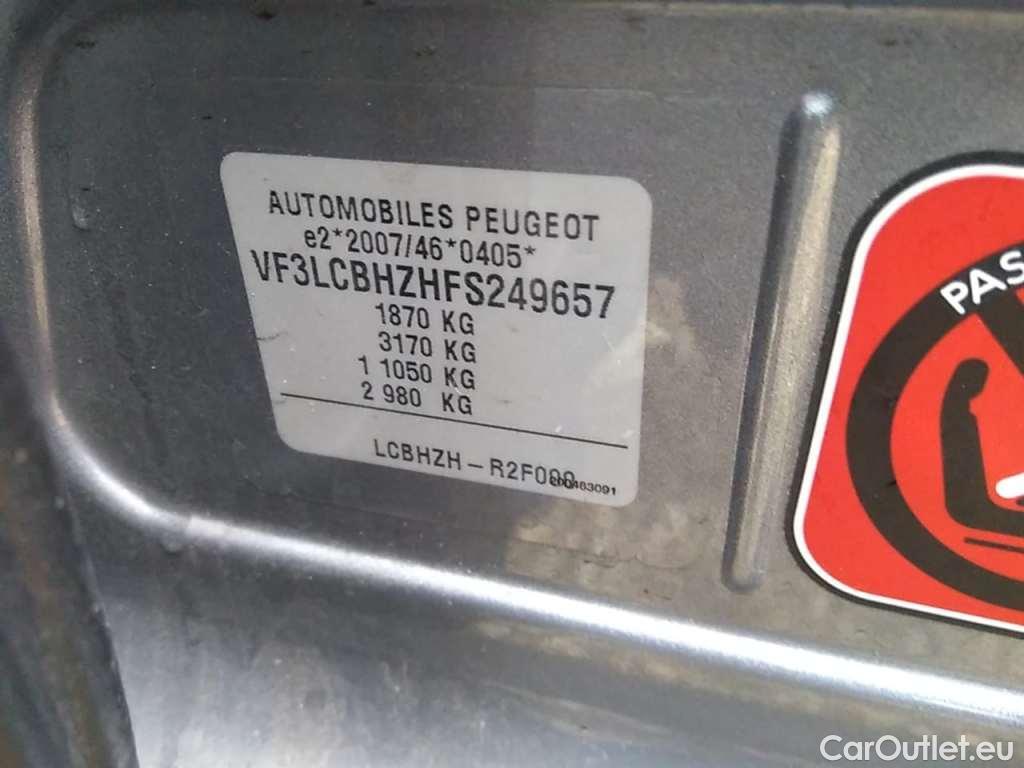 AUTOMOBILES PEUGEOT
e2*2007/46*0405*
VF3LCBHZHFS249657
1870 KG
3170 KG
1 1050 KG
2 980 KG
LCBHZH - R2F000
PAS
CarOutlet.eu